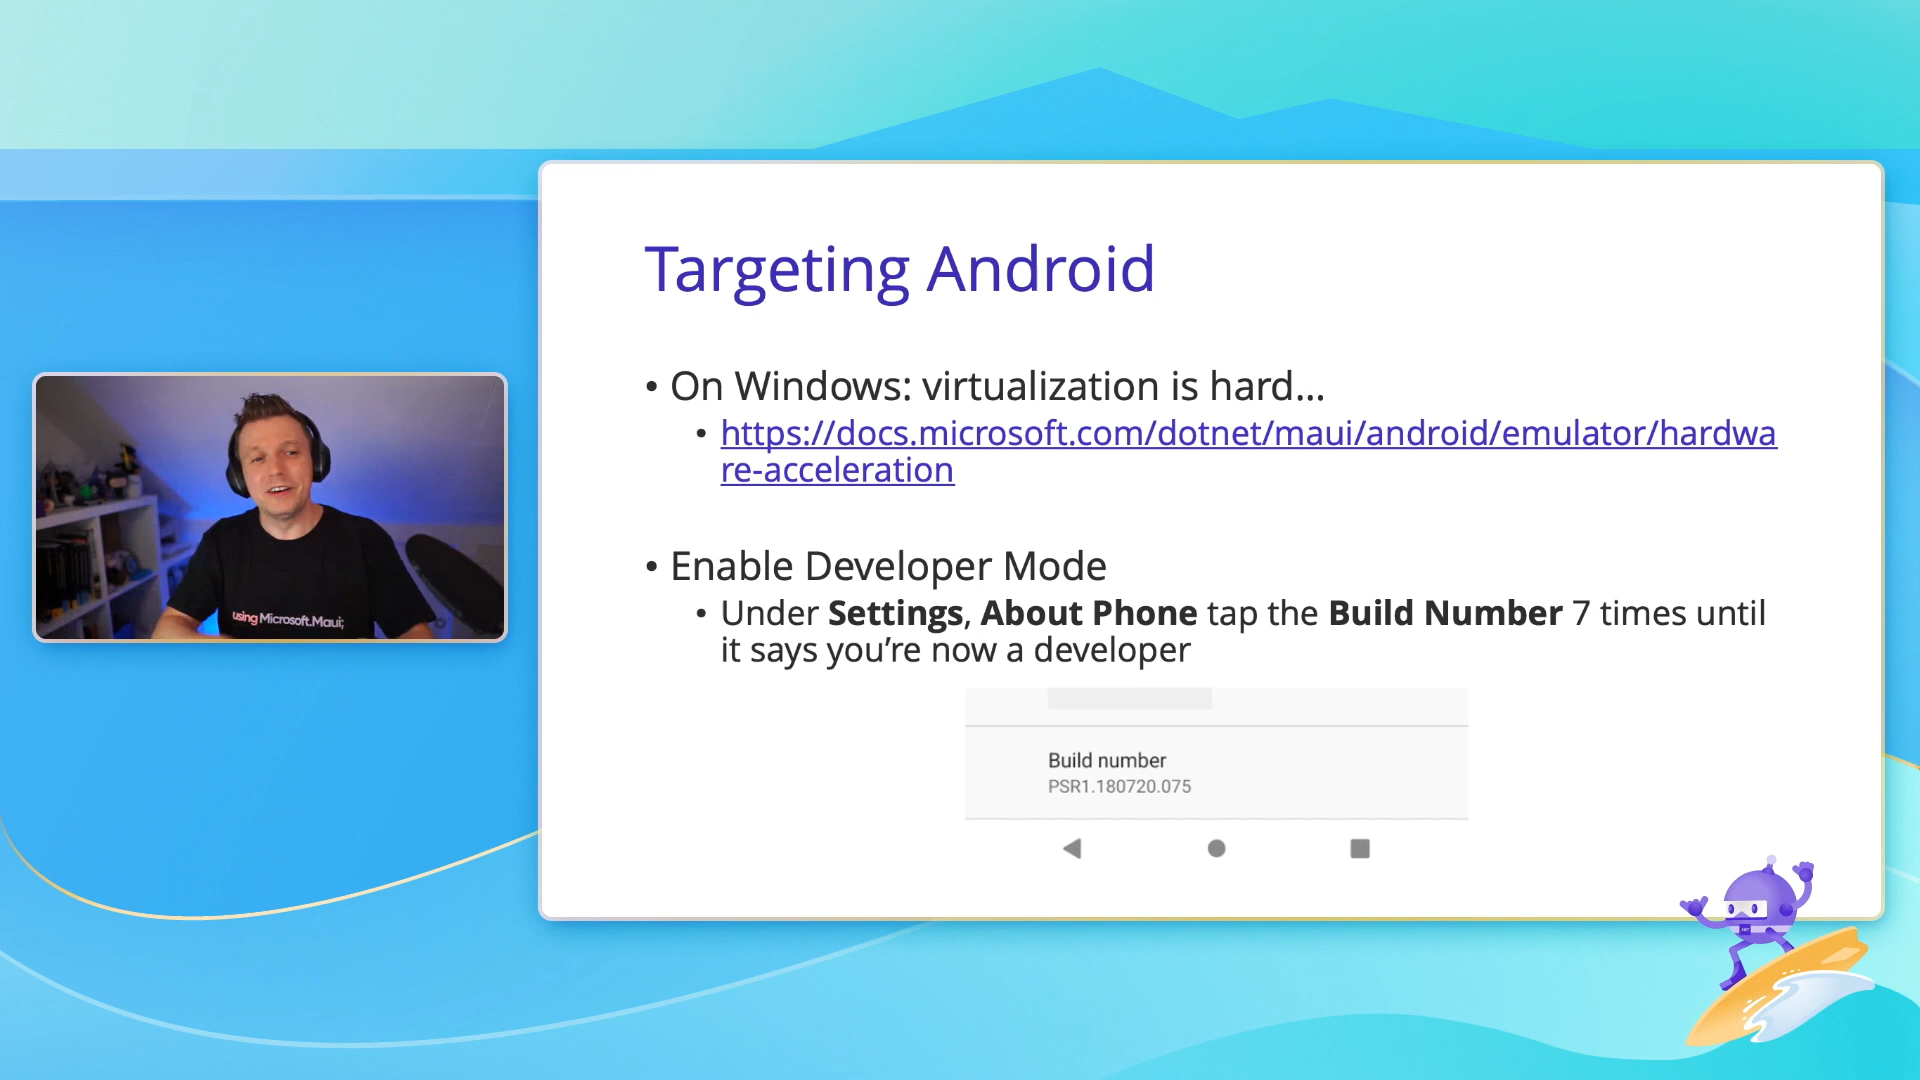 Targeting Android
• On Windows: virtualization is hard...
• https://docs.microsoft.com/dotnet/maui/android/emulator/hardwa
re-acceleration
• Enable Developer Mode
• Under Settings, About Phone tap the Build Number 7 times until
it says you're now a developer
Build number
PSR1.180720.075
using Microsoft.Maui;
.NET